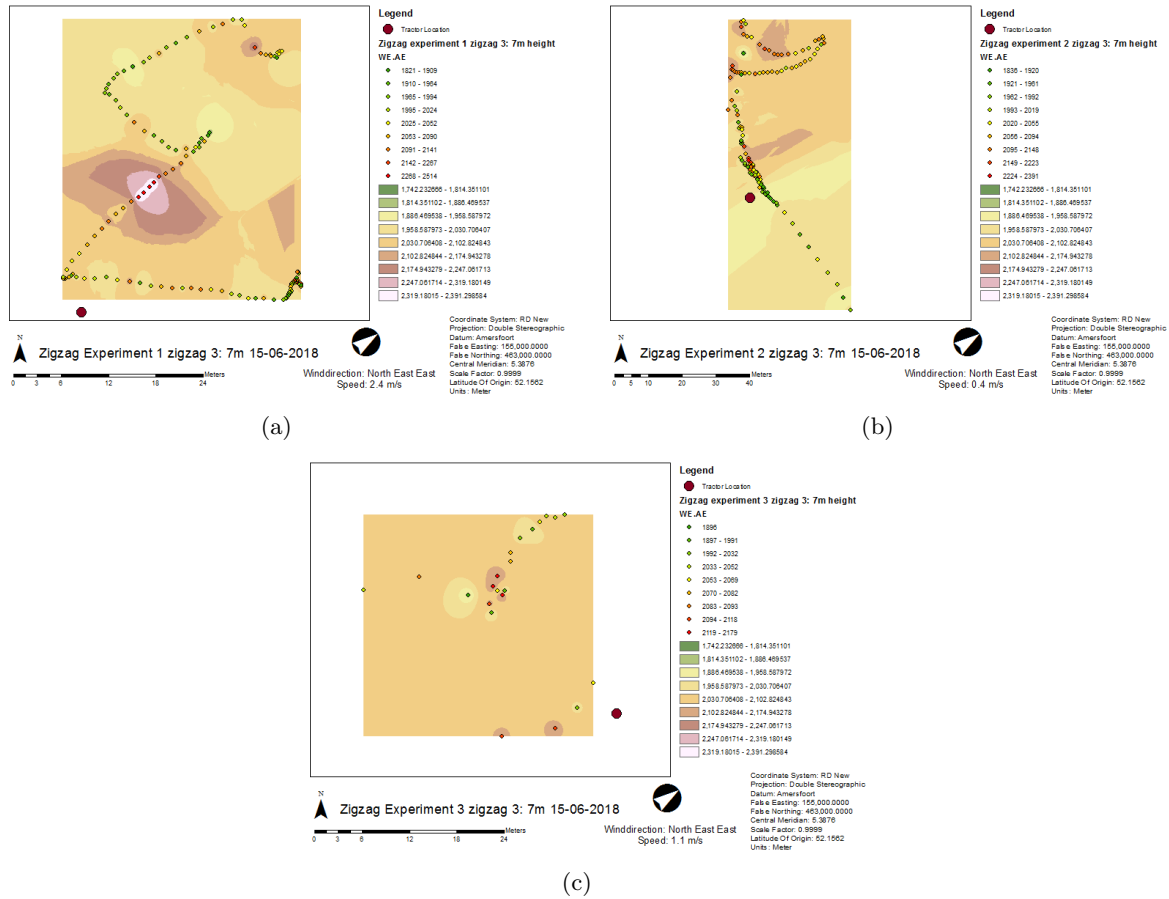 Legend
Tractor Location
Zigzag experiment 1 zigzag 3: 7m height
WE.AE
1821 - 1909
1910 - 1964
1965 - 1994
1995 - 2024
2025 - 2052
2053 - 2090
2091 - 2141
2142 - 2267
2268 - 2514
1,742.232666 - 1,814.351101
1,814.351102 - 1,886.469537
1,886.469538 - 1,958.587972
1,958.587973 - 2,030.706407
2,030.706408 - 2,102.824843
2,102.824844 - 2,174.943278
2,174.943279 - 2,247.061713
2,247.061714 - 2,319.180149
2,319.18015 - 2,391.298584
N
Zigzag Experiment 1 zigzag 3: 7m 15-06-2018
0 3 6 12 18 24 Meters
Winddirection: North East East
Speed: 2.4 m/s
Coordinate System: RD New
Projection: Double Stereographic
Datum: Amersfoort
False Easting: 155,000.0000
False Northing: 463,000.0000
Central Meridian: 5.3876
Scale Factor: 0.9999
Latitude Of Origin: 52.1562
Units: Meter
(a)
Legend
Tractor Location
Zigzag experiment 2 zigzag 3: 7m height
WE.AE
1836 - 1920
1921 - 1961
1962 - 1992
1993 - 2019
2020 - 2055
2056 - 2094
2095 - 2148
2149 - 2223
2224 - 2391
1,742.232666 - 1,814.351101
1,814.351102 - 1,886.469537
1,886.469538 - 1,958.587972
1,958.587973 - 2,030.706407
2,030.706408 - 2,102.824843
2,102.824844 - 2,174.943278
2,174.943279 - 2,247.061713
2,247.061714 - 2,319.180149
2,319.18015 - 2,391.298584
N
Zigzag Experiment 2 zigzag 3: 7m 15-06-2018
0 5 10 20 30 40 Meters
Winddirection: North East East
Speed: 0.4 m/s
Coordinate System: RD New
Projection: Double Stereographic
Datum: Amersfoort
False Easting: 155,000.0000
False Northing: 463,000.0000
Central Meridian: 5.3876
Scale Factor: 0.9999
Latitude Of Origin: 52.1562
Units: Meter
(b)
Legend
Tractor Location
Zigzag experiment 3 zigzag 3: 7m height
WE.AE
1896
1897 - 1991
1992 - 2032
2033 - 2052
2053 - 2069
2070 - 2082
2083 - 2093
2094 - 2118
2119 - 2179
1,742.232666 - 1,814.351101
1,814.351102 - 1,886.469537
1,886.469538 - 1,958.587972
1,958.587973 - 2,030.706407
2,030.706408 - 2,102.824843
2,102.824844 - 2,174.943278
2,174.943279 - 2,247.061713
2,247.061714 - 2,319.180149
2,319.18015 - 2,391.298584
N
Zigzag Experiment 3 zigzag 3: 7m 15-06-2018
0 3 6 12 18 24 Meters
Winddirection: North East East
Speed: 1.1 m/s
Coordinate System: RD New
Projection: Double Stereographic
Datum: Amersfoort
False Easting: 155,000.0000
False Northing: 463,000.0000
Central Meridian: 5.3876
Scale Factor: 0.9999
Latitude Of Origin: 52.1562
Units: Meter
(c)